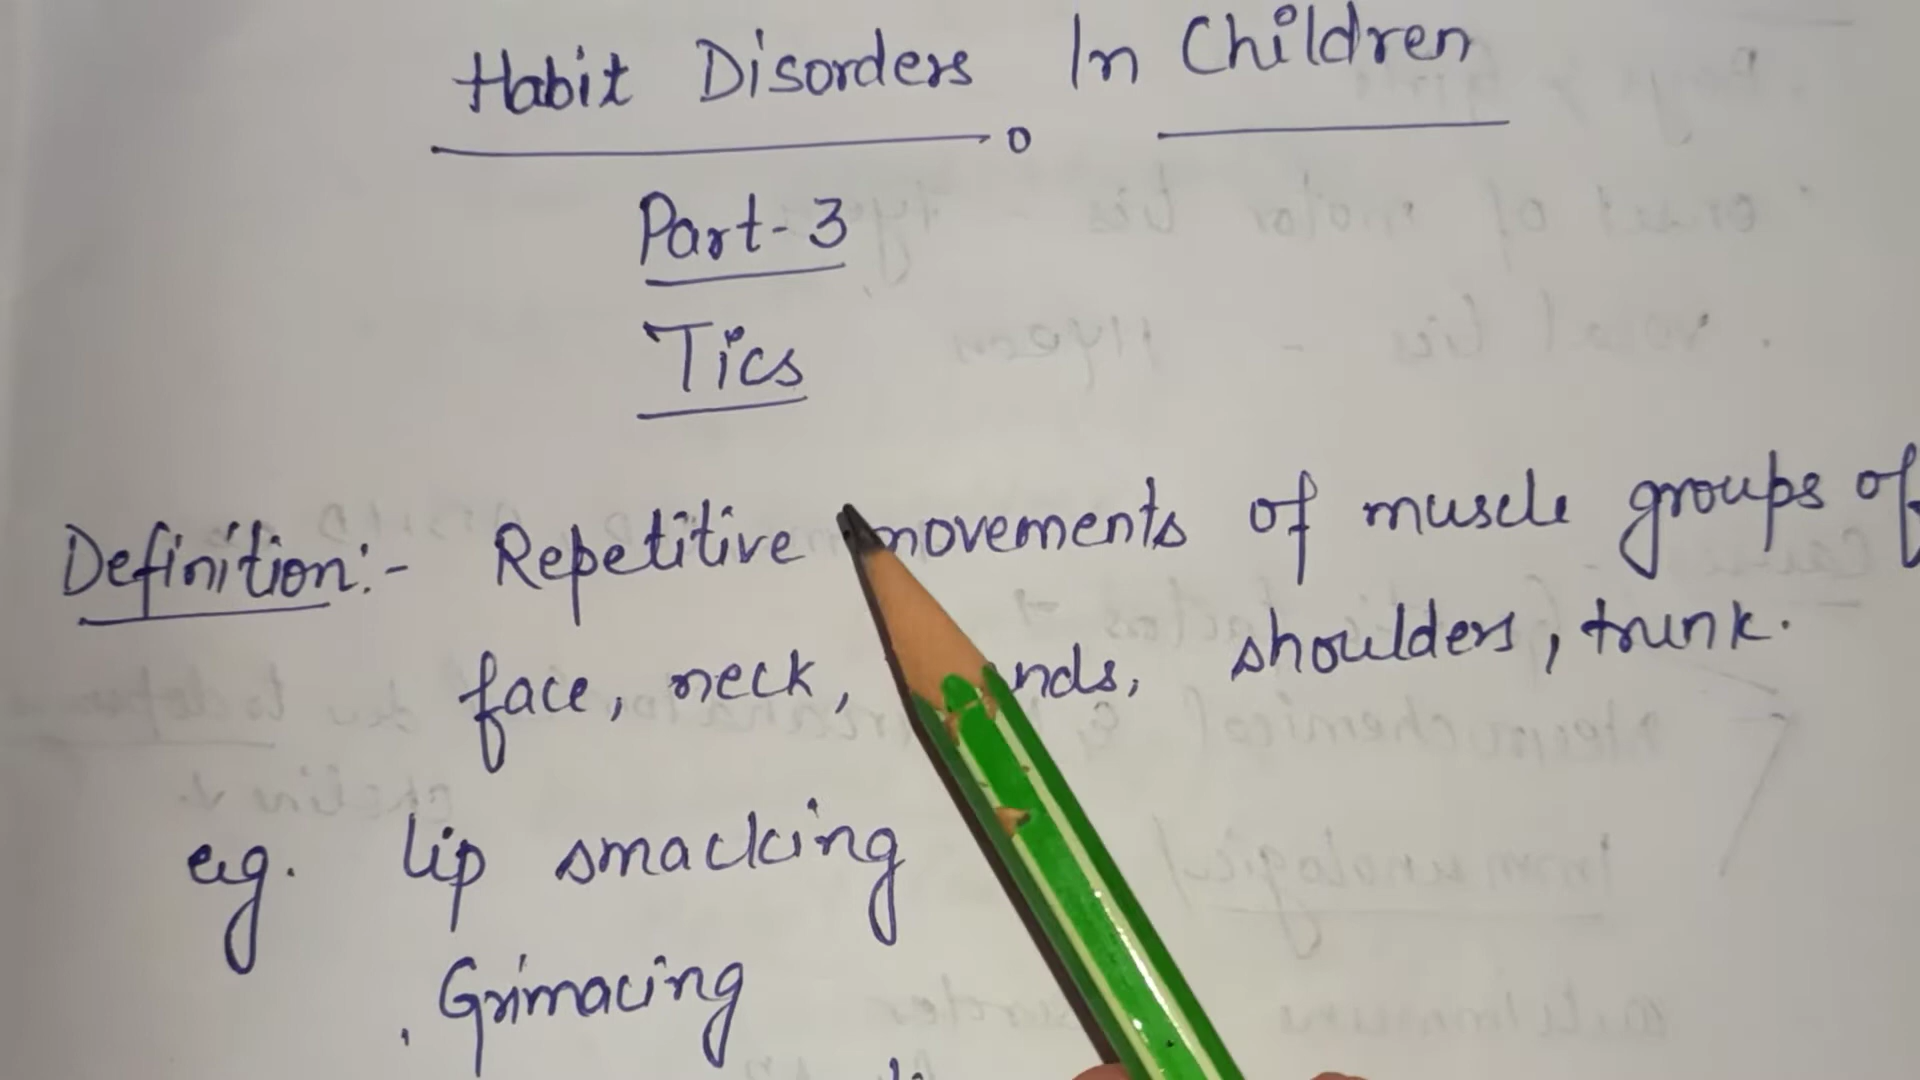 Habit Disorders In Children
Part-3
Tics
Definition:- Repetitive movements of muscle groups of
face, neck, nds, shoulders, trunk.
eg. lip smacking
Grimacing